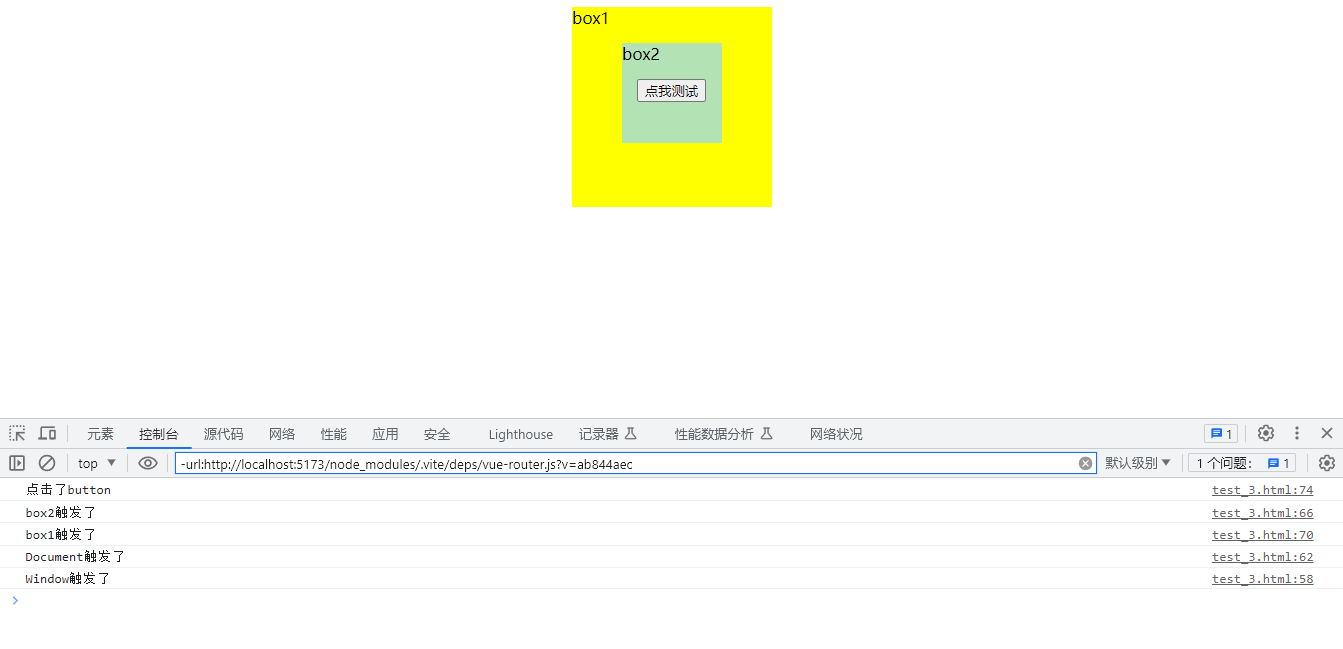 box1
box2
点我测试
元素 控制台 源代码 网络 性能 应用 安全 Lighthouse 记录器 性能数据分析 网络状况 1
top -url:http://localhost:5173/node_modules/.vite/deps/vue-router.js?v=ab844aec 默认级别 1 个问题: 1
点击了button test_3.html:74
box2触发了 test_3.html:66
box1触发了 test_3.html:70
Document触发了 test_3.html:62
Window触发了 test_3.html:58